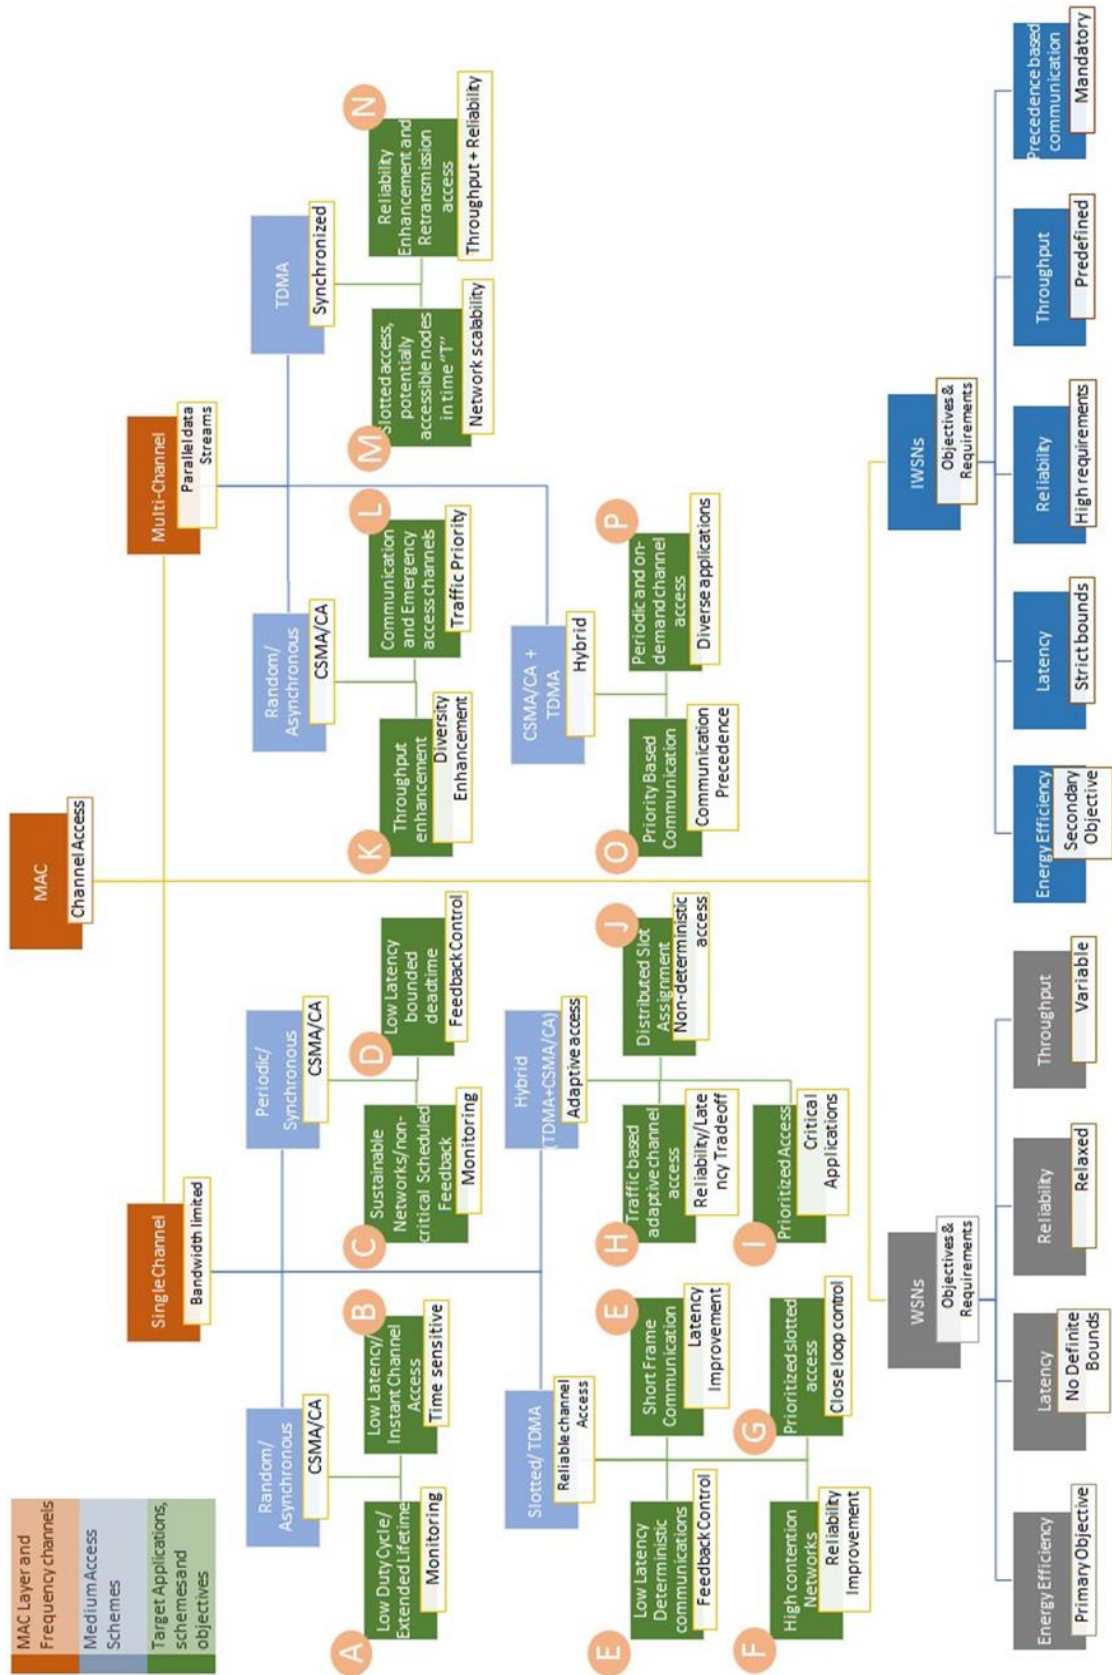 MAC Layer and
Frequency channels
Medium Access
Schemes
Target Applications,
schemes and
objectives
MAC
Channel Access
Single Channel
Bandwidth limited
Multi-Channel
Parallel data
Streams
Random/
Asynchronous
CSMA/CA
Periodic/
Synchronous
CSMA/CA
Random/
Asynchronous
CSMA/CA
TDMA
Synchronized
A
Low Duty Cycle/
Extended Lifetime
Monitoring
B
Low Latency/
Instant Channel
Access
Time sensitive
C
Sustainable
Networks/non-
critical Scheduled
Feedback
Monitoring
D
Low Latency
bounded
deadtime
Feedback Control
K
Throughput
enhancement
Diversity
Enhancement
L
Communication
and Emergency
access channels
Traffic Priority
M
Slotted access,
potentially
accessible nodes
in time "T"
Network scalability
N
Reliability
Enhancement and
Retransmission
access
Throughput + Reliability
Slotted/ TDMA
Reliable channel
Access
Hybrid
(TDMA+CSMA/CA)
Adaptive access
CSMA/CA +
TDMA
Hybrid
E
Low Latency
Deterministic
communications
Feedback Control
E
Short Frame
Communication
Latency
Improvement
H
Traffic based
adaptive channel
access
Reliability/Late
ncy Tradeoff
J
Distributed Slot
Assignment
Non-deterministic
access
O
Priority Based
Communication
Communication
Precedence
P
Periodic and on-
demand channel
access
Diverse applications
F
High contention
Networks
Reliability
Improvement
G
Prioritized slotted
access
Close loop control
I
Prioritized Access
Critical
Applications
WSNs
Objectives &
Requirements
IWSNs
Objectives &
Requirements
Energy Efficiency
Primary Objective
Latency
No Definite
Bounds
Reliability
Relaxed
Throughput
Variable
Energy Efficiency
Secondary
Objective
Latency
Strict bounds
Reliability
High requirements
Throughput
Predefined
Precedence based
communication
Mandatory